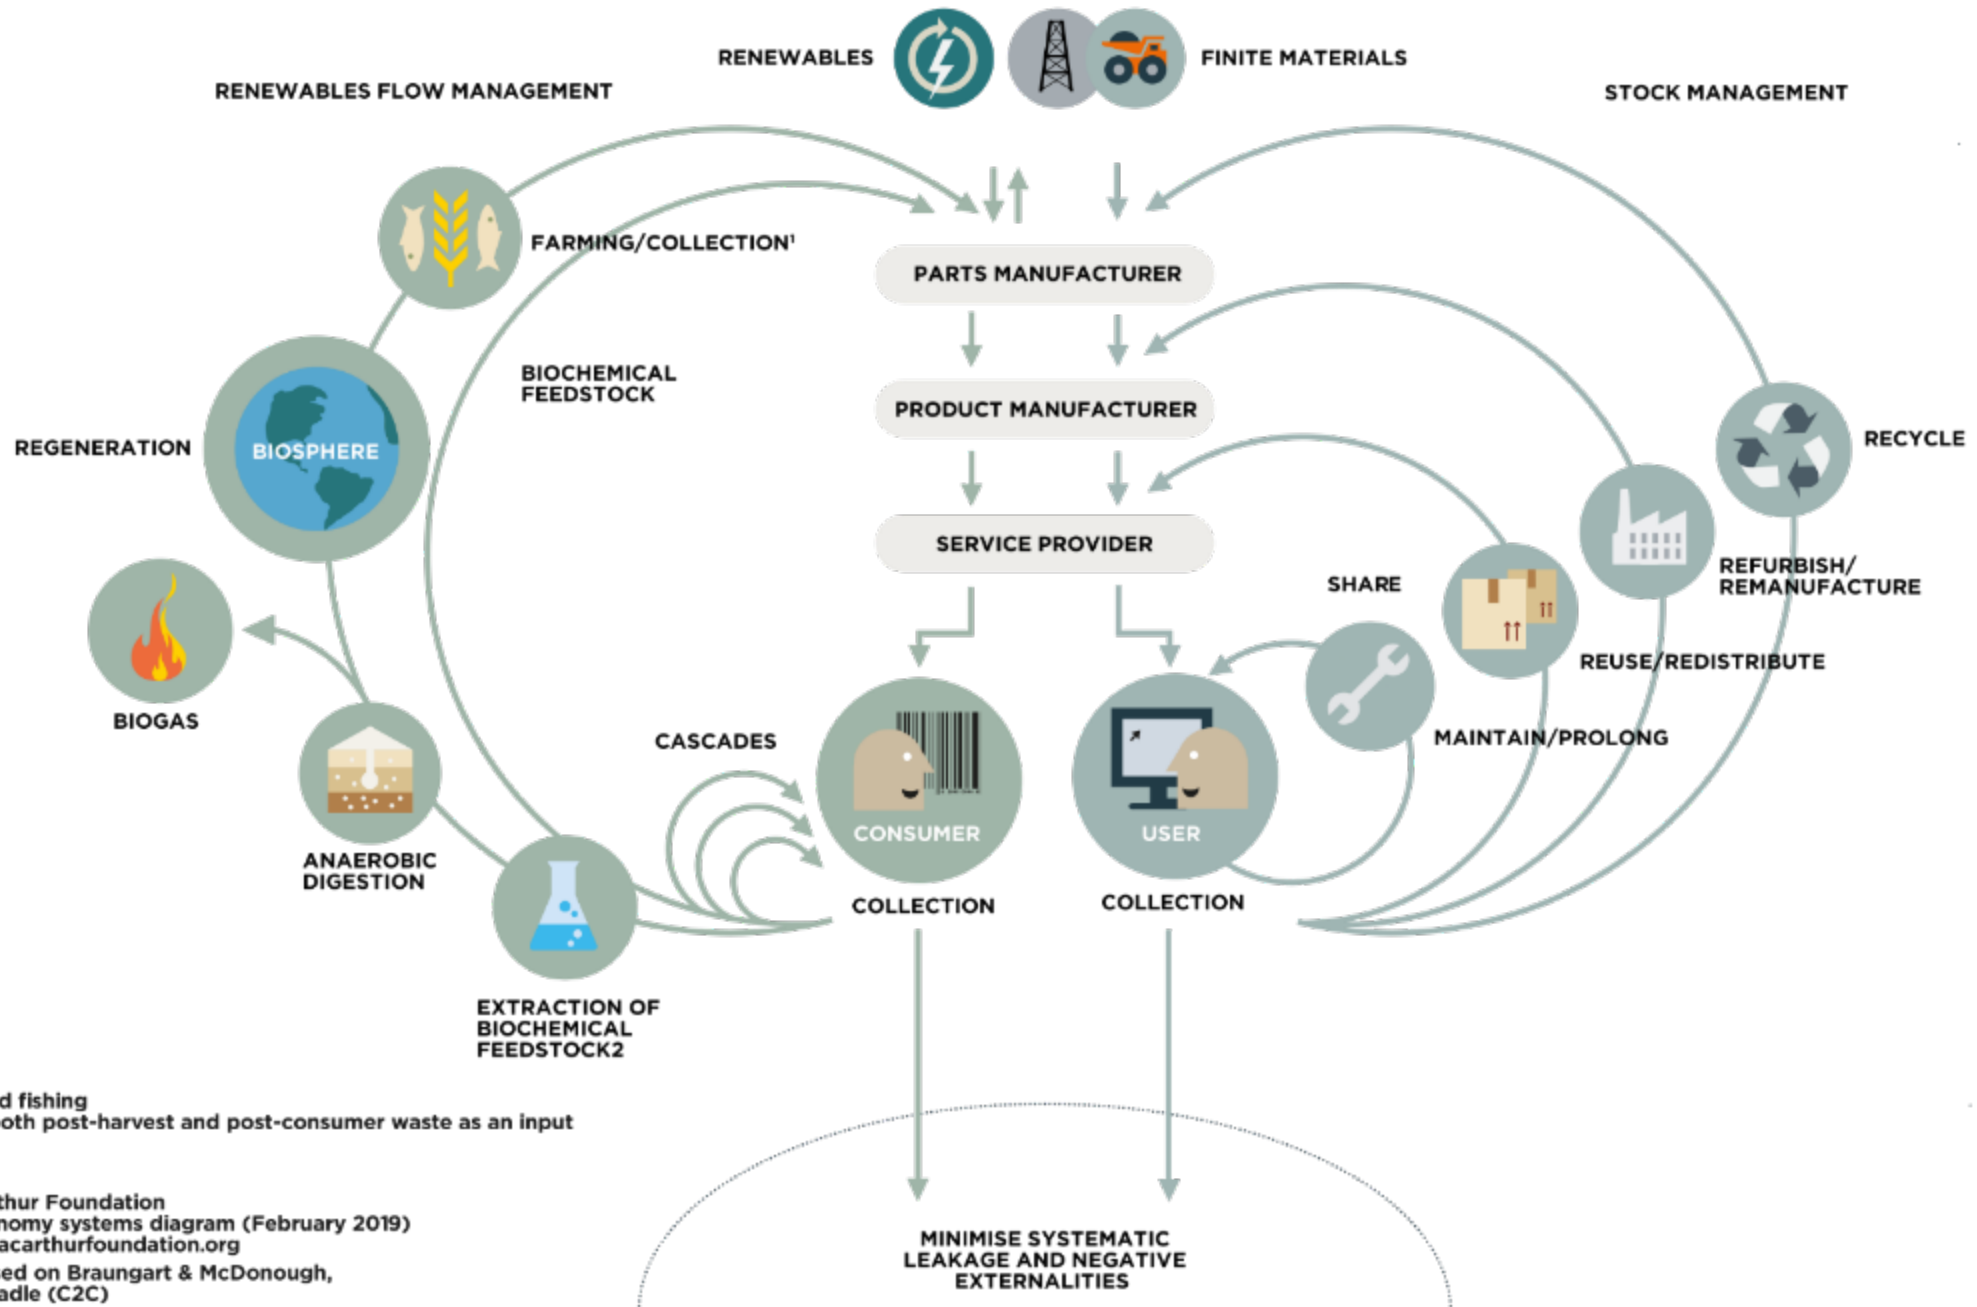 RENEWABLES
FINITE MATERIALS
RENEWABLES FLOW MANAGEMENT
STOCK MANAGEMENT
FARMING/COLLECTION¹
PARTS MANUFACTURER
BIOCHEMICAL
FEEDSTOCK
PRODUCT MANUFACTURER
REGENERATION
BIOSPHERE
RECYCLE
SERVICE PROVIDER
SHARE
REFURBISH/
REMANUFACTURE
REUSE/REDISTRIBUTE
BIOGAS
CASCADES
MAINTAIN/PROLONG
CONSUMER
USER
ANAEROBIC
DIGESTION
COLLECTION
COLLECTION
EXTRACTION OF
BIOCHEMICAL
FEEDSTOCK2
d fishing
oth post-harvest and post-consumer waste as an input
thur Foundation
nomy systems diagram (February 2019)
acarthurfoundation.org
sed on Braungart & McDonough,
adle (C2C)
MINIMISE SYSTEMATIC
LEAKAGE AND NEGATIVE
EXTERNALITIES